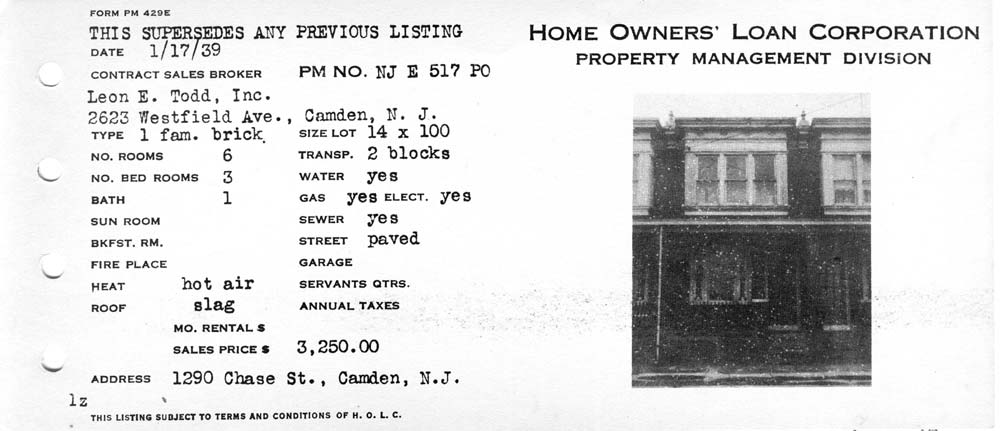 FORM PM 429E
THIS SUPERSEDES ANY PREVIOUS LISTING
DATE 1/17/39
CONTRACT SALES BROKER PM NO. NJ E 517 PO
Leon E. Todd, Inc.
2623 Westfield Ave., Camden, N. J.
TYPE 1 fam. brick. SIZE LOT 14 x 100
NO. ROOMS 6 TRANSP. 2 blocks
NO. BED ROOMS 3 WATER yes
BATH 1 GAS yes ELECT. yes
SUN ROOM SEWER yes
BKFST. RM. STREET paved
FIRE PLACE GARAGE
HEAT hot air SERVANTS QTRS.
ROOF slag ANNUAL TAXES
MO. RENTAL $
SALES PRICE $ 3,250.00
ADDRESS 1290 Chase St., Camden, N.J.
lz
THIS LISTING SUBJECT TO TERMS AND CONDITIONS OF H. O. L. C.
HOME OWNERS' LOAN CORPORATION
PROPERTY MANAGEMENT DIVISION